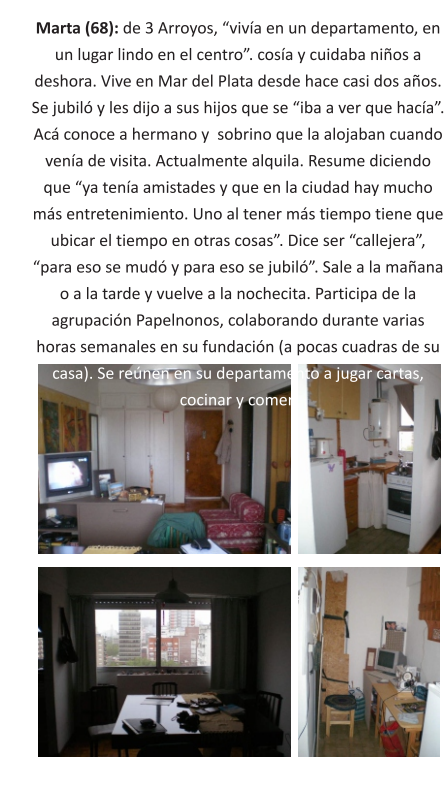 Marta (68): de 3 Arroyos, “vivía en un departamento, en
un lugar lindo en el centro”. cosía y cuidaba niños a
deshora. Vive en Mar del Plata desde hace casi dos años.
Se jubiló y les dijo a sus hijos que se “iba a ver que hacía”.
Acá conoce a hermano y sobrino que la alojaban cuando
venía de visita. Actualmente alquila. Resume diciendo
que “ya tenía amistades y que en la ciudad hay mucho
más entretenimiento. Uno al tener más tiempo tiene que
ubicar el tiempo en otras cosas”. Dice ser “callejera”,
“para eso se mudó y para eso se jubiló”. Sale a la mañana
o a la tarde y vuelve a la nochecita. Participa de la
agrupación Papelnonos, colaborando durante varias
horas semanales en su fundación (a pocas cuadras de su
casa). Se reúnen en su departamento a jugar cartas,
cocinar y comer